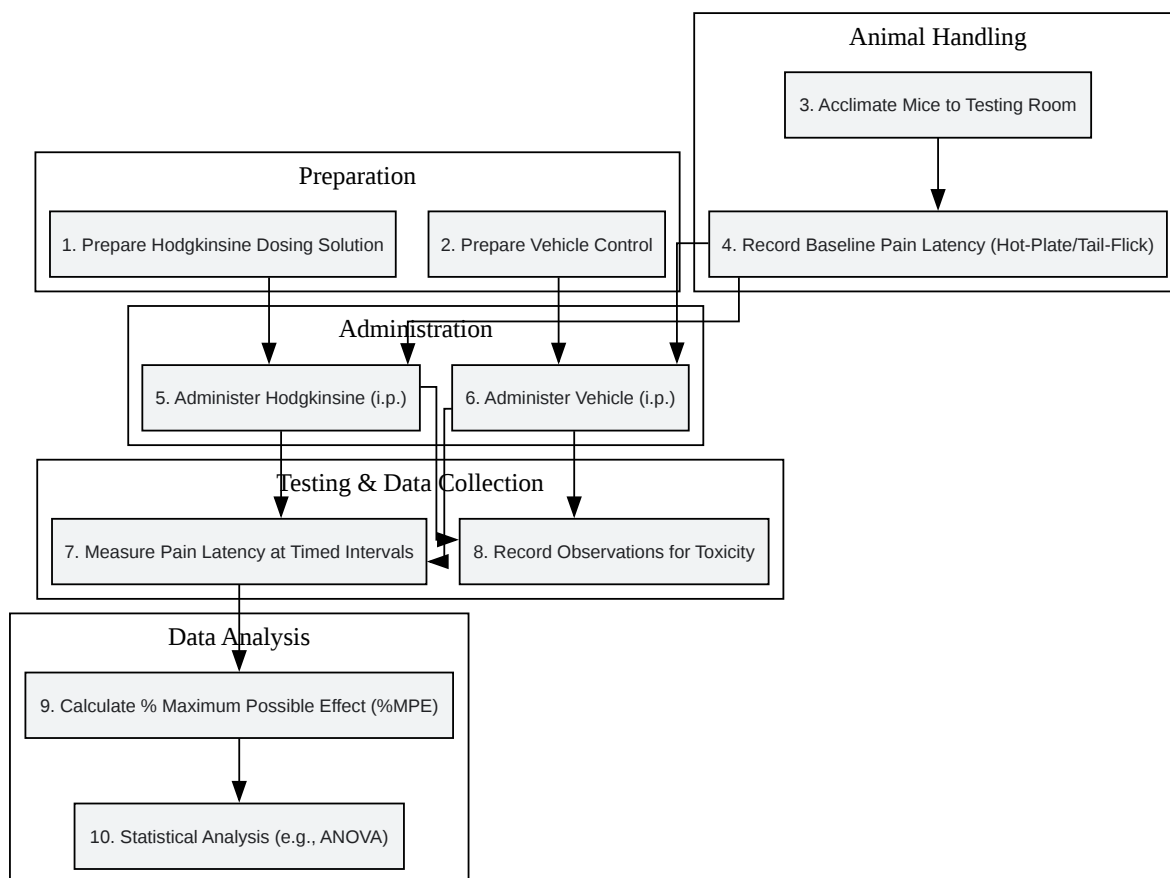 Animal Handling
3. Acclimate Mice to Testing Room
Preparation
1. Prepare Hodgkinsine Dosing Solution
2. Prepare Vehicle Control
4. Record Baseline Pain Latency (Hot-Plate/Tail-Flick)
Administration
5. Administer Hodgkinsine (i.p.)
6. Administer Vehicle (i.p.)
Testing & Data Collection
7. Measure Pain Latency at Timed Intervals
8. Record Observations for Toxicity
Data Analysis
9. Calculate % Maximum Possible Effect (%MPE)
10. Statistical Analysis (e.g., ANOVA)